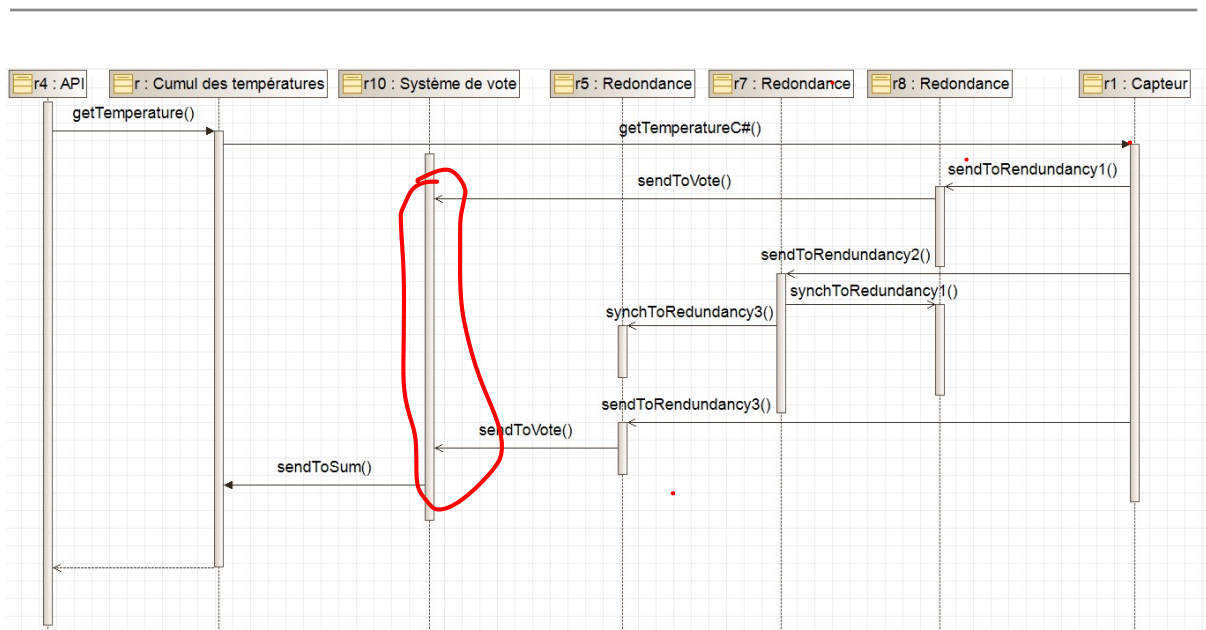 r4 : API
r : Cumul des températures
r10 : Système de vote
r5 : Redondance
r7 : Redondance
r8 : Redondance
r1 : Capteur
getTemperature()
getTemperatureC#()
sendToRendundancy1()
sendToVote()
sendToRendundancy2()
synchToRedundancy1()
synchToRedundancy3()
sendToRendundancy3()
sendToVote()
sendToSum()